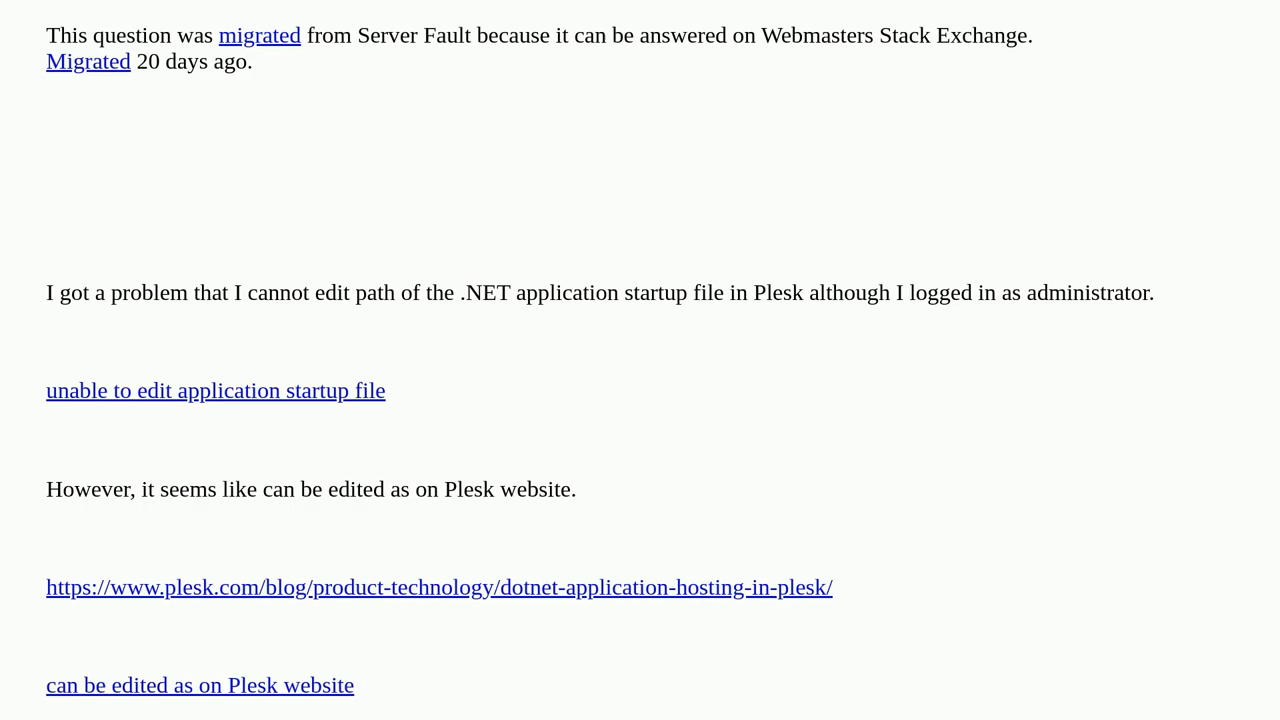 This question was migrated from Server Fault because it can be answered on Webmasters Stack Exchange.
Migrated 20 days ago.
I got a problem that I cannot edit path of the .NET application startup file in Plesk although I logged in as administrator.
unable to edit application startup file
However, it seems like can be edited as on Plesk website.
https://www.plesk.com/blog/product-technology/dotnet-application-hosting-in-plesk/
can be edited as on Plesk website